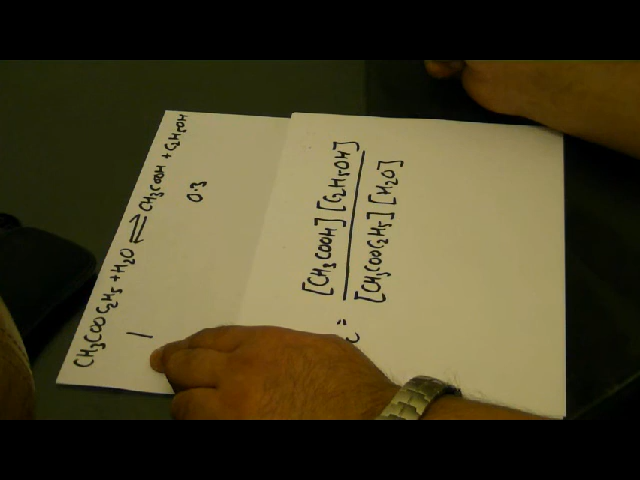 CH3COOC2H5 + H2O ⇌ CH3COOH + C2H5OH
1 0.3
c = [CH3COOH] [C2H5OH]
[CH3COOC2H5] [H2O]